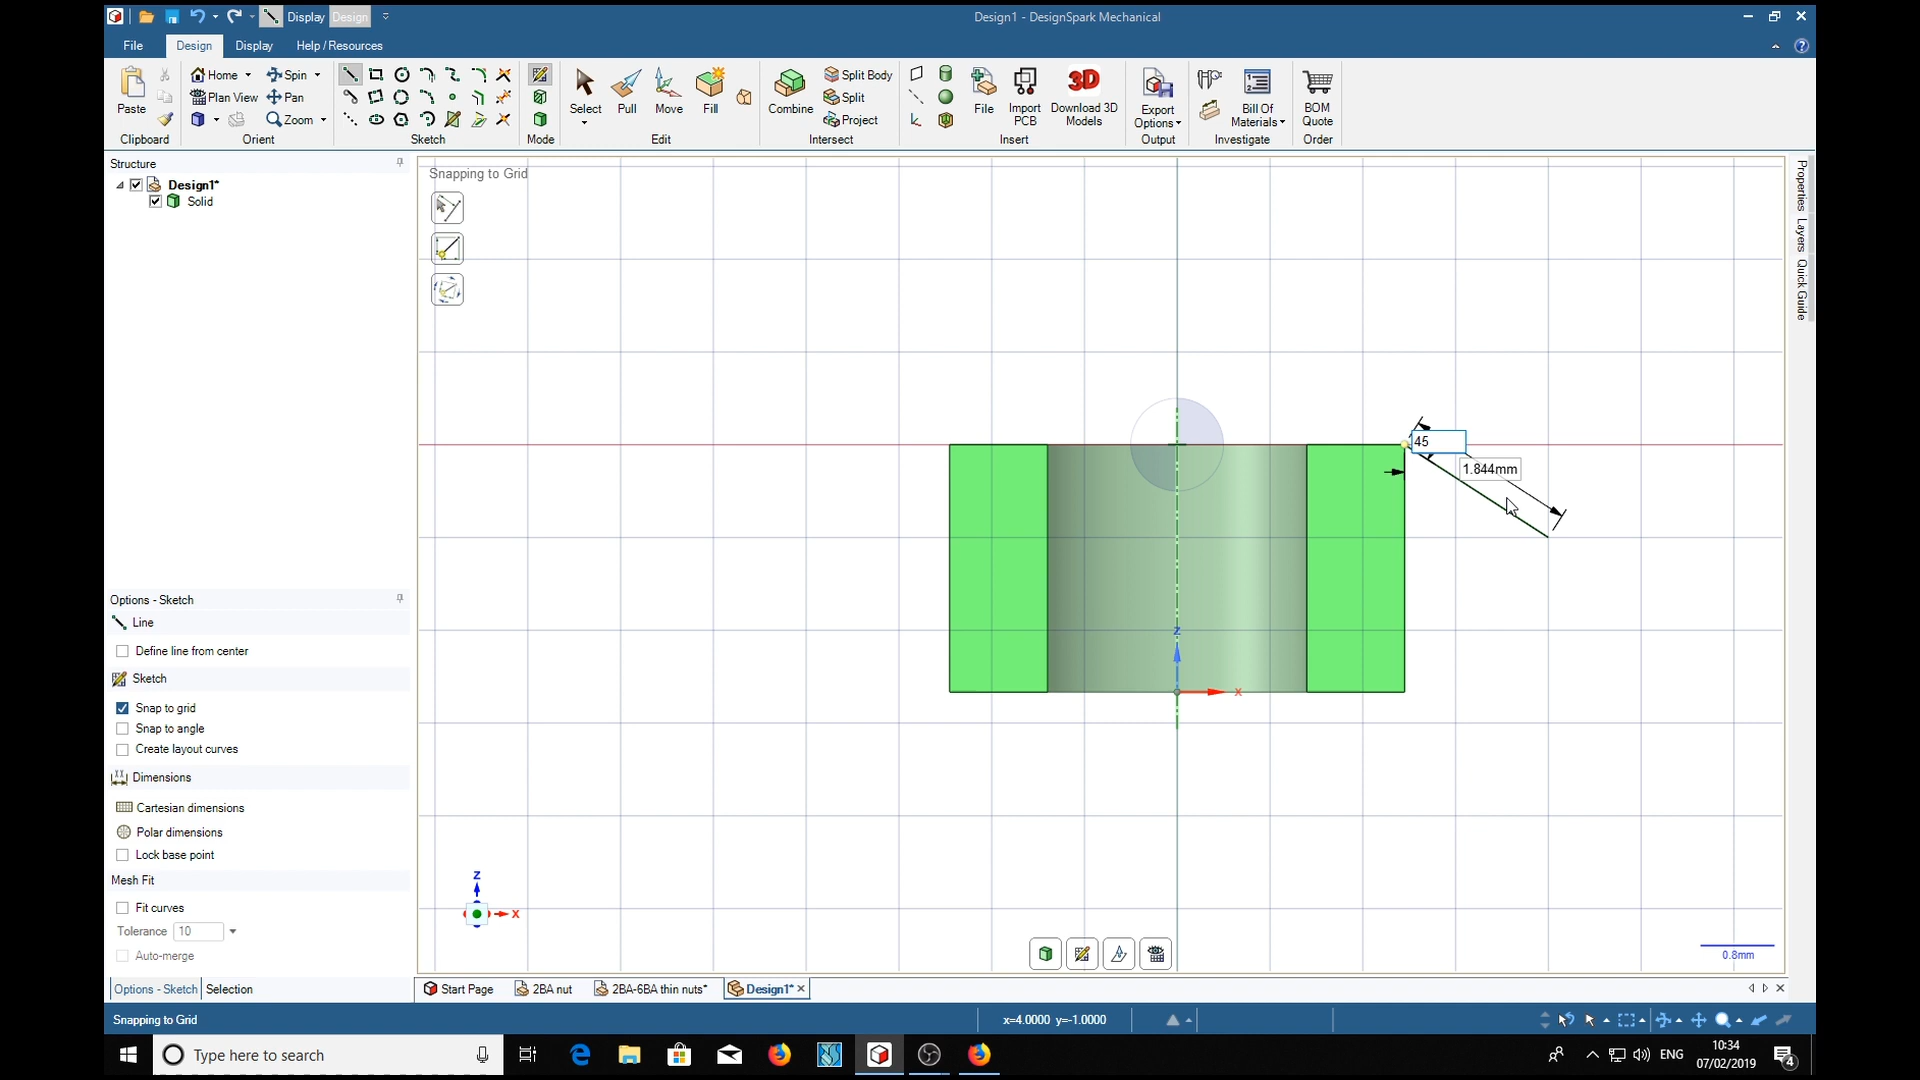 Display Design
Design1 - DesignSpark Mechanical
File Design Display Help / Resources
Paste
Clipboard
Home Spin
Plan View Pan
Zoom
Orient
Sketch
Mode
Select Pull Move Fill
Edit
Combine
Split Body
Split
Project
Intersect
File
Import PCB
3D
Download 3D Models
Insert
Export Options
Output
Bill Of Materials
Investigate
BOM Quote
Order
Structure
Design1*
Solid
Snapping to Grid
Properties
Layers
Quick Guide
45
1.844mm
z
x
z
x
0.8mm
Options - Sketch
Line
Define line from center
Sketch
Snap to grid
Snap to angle
Create layout curves
Dimensions
Cartesian dimensions
Polar dimensions
Lock base point
Mesh Fit
Fit curves
Tolerance 10
Auto-merge
Options - Sketch Selection
Start Page 2BA nut 2BA-6BA thin nuts* Design1*
Snapping to Grid
x=4.0000 y=-1.0000
Type here to search
ENG
10:34
07/02/2019
4